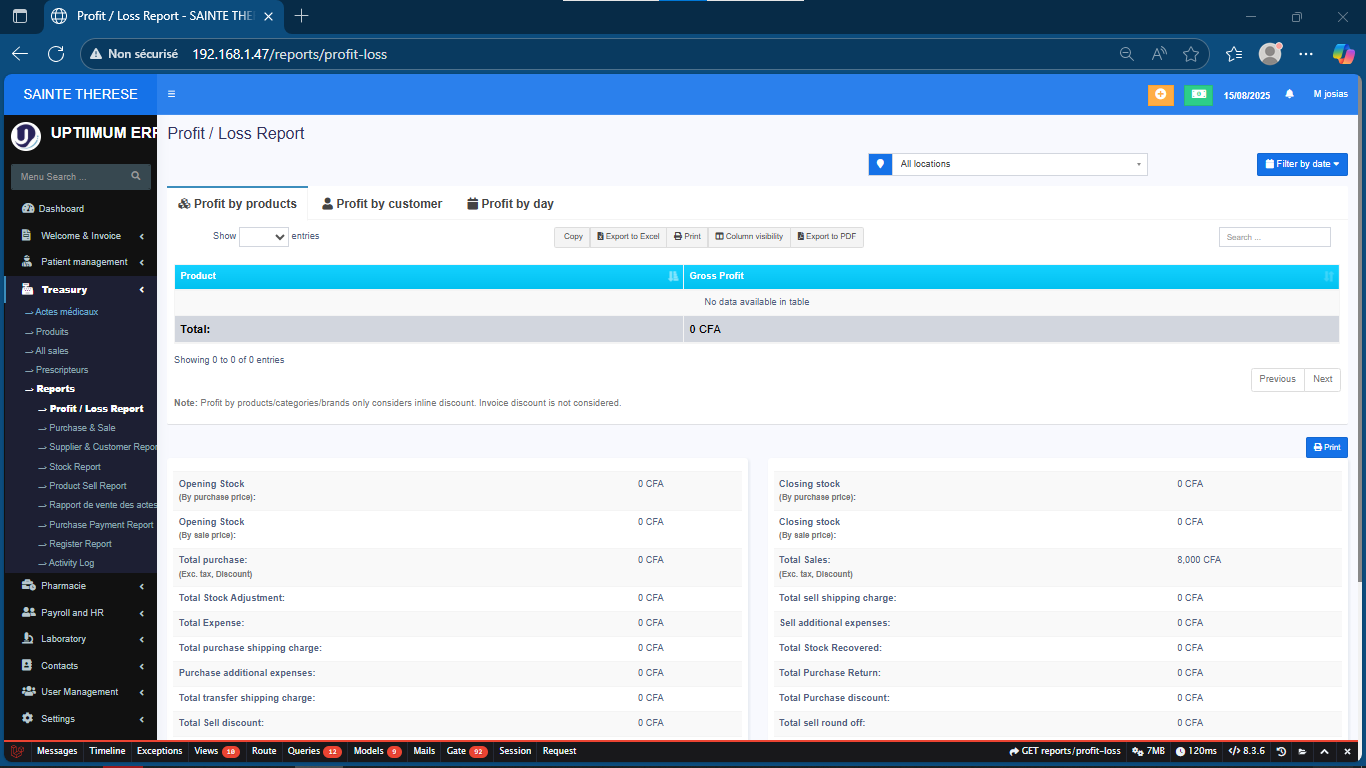 Profit / Loss Report - SAINTE THE
Non sécurisé 192.168.1.47/reports/profit-loss
SAINTE THERESE
15/08/2025 M josias
UPTIIMUM ERP
Menu Search ...
Dashboard
Welcome & Invoice
Patient management
Treasury
Actes médicaux
Produits
All sales
Prescripteurs
Reports
Profit / Loss Report
Purchase & Sale
Supplier & Customer Repor
Stock Report
Product Sell Report
Rapport de vente des actes
Purchase Payment Report
Register Report
Activity Log
Pharmacie
Payroll and HR
Laboratory
Contacts
User Management
Settings
Profit / Loss Report
All locations
Filter by date
Profit by products Profit by customer Profit by day
Show entries
Copy Export to Excel Print Column visibility Export to PDF
Search ...
Product Gross Profit
No data available in table
Total: 0 CFA
Showing 0 to 0 of 0 entries
Previous Next
Note: Profit by products/categories/brands only considers inline discount. Invoice discount is not considered.
Print
Opening Stock 0 CFA
(By purchase price):
Opening Stock 0 CFA
(By sale price):
Total purchase: 0 CFA
(Exc. tax, Discount)
Total Stock Adjustment: 0 CFA
Total Expense: 0 CFA
Total purchase shipping charge: 0 CFA
Purchase additional expenses: 0 CFA
Total transfer shipping charge: 0 CFA
Total Sell discount: 0 CFA
Closing stock 0 CFA
(By purchase price):
Closing stock 0 CFA
(By sale price):
Total Sales: 8,000 CFA
(Exc. tax, Discount)
Total sell shipping charge: 0 CFA
Sell additional expenses: 0 CFA
Total Stock Recovered: 0 CFA
Total Purchase Return: 0 CFA
Total Purchase discount: 0 CFA
Total sell round off: 0 CFA
Messages Timeline Exceptions Views 10 Route Queries 12 Models 9 Mails Gate 92 Session Request GET reports/profit-loss 7MB 120ms 8.3.6